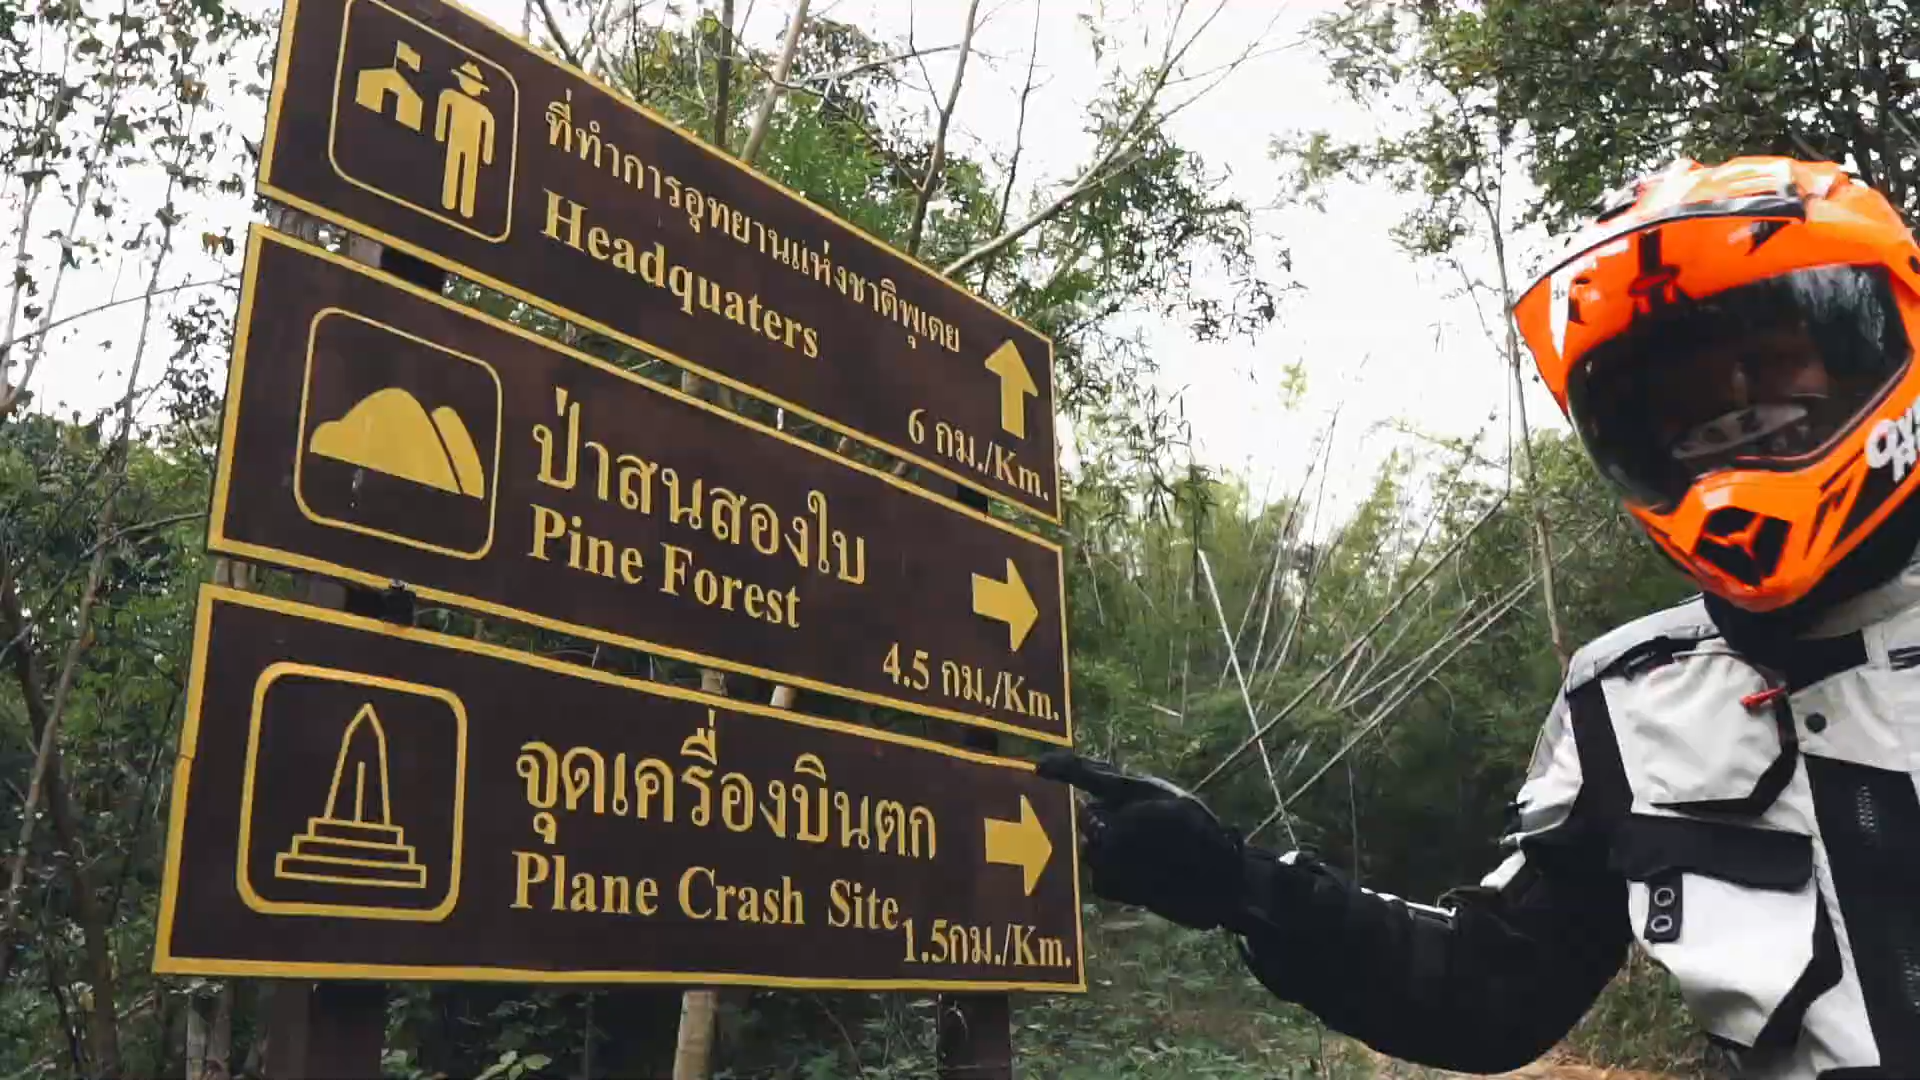 ที่ทำการอุทยานแห่งชาติพุเตย
Headquaters
6 กม./Km.
ป่าสนสองใบ
Pine Forest
4.5 กม./Km.
จุดเครื่องบินตก
Plane Crash Site
1.5กม./Km.